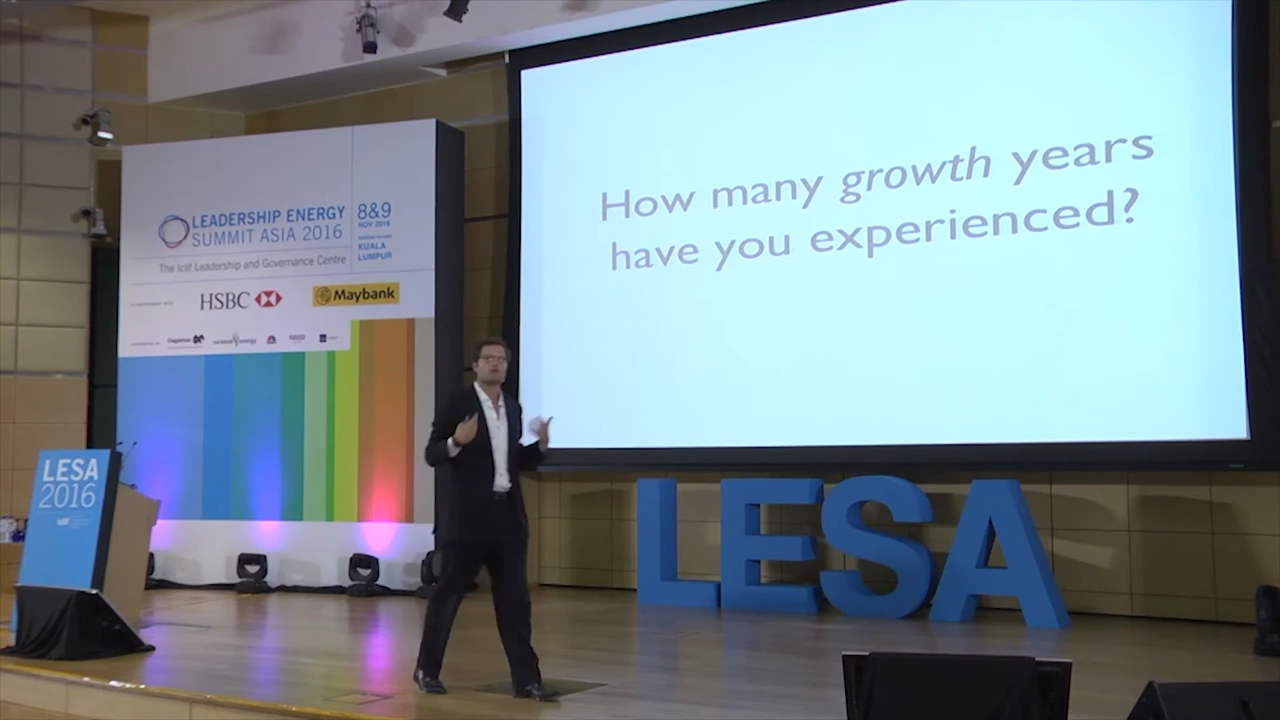 How many growth years
have you experienced?
LEADERSHIP ENERGY
SUMMIT ASIA 2016
8&9
NOV 2016
KUALA
LUMPUR
The Iclif Leadership and Governance Centre
HSBC
Maybank
LESA
2016
LESA